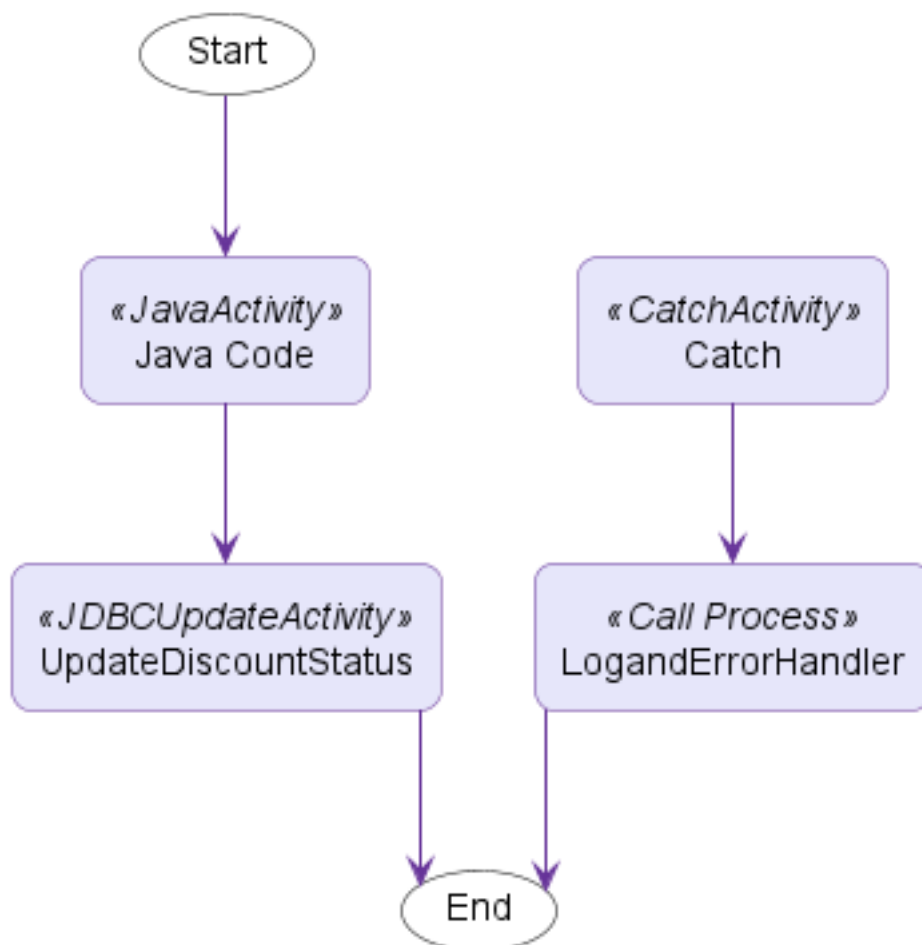 Start
«JavaActivity»
Java Code
«CatchActivity»
Catch
«JDBCUpdateActivity»
UpdateDiscountStatus
«Call Process»
LogandErrorHandler
End